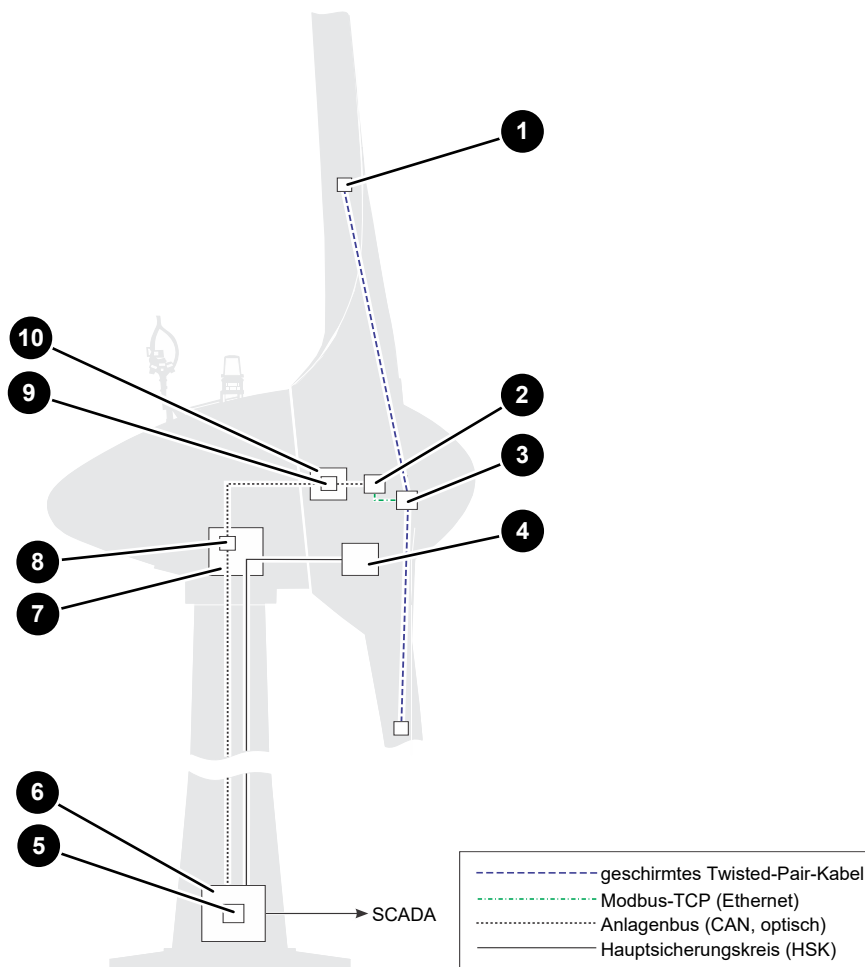 1
10
9
2
3
4
8
7
6
5
SCADA
geschirmtes Twisted-Pair-Kabel
Modbus-TCP (Ethernet)
Anlagenbus (CAN, optisch)
Hauptsicherungskreis (HSK)